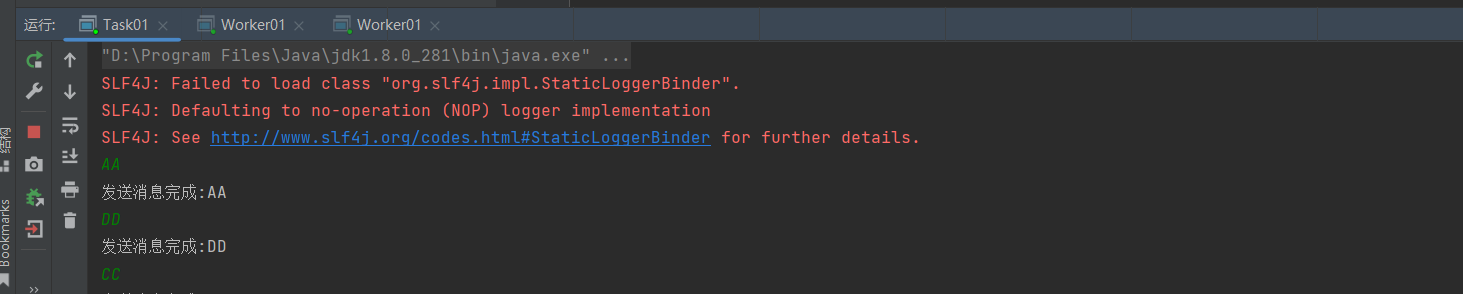 运行: Task01 Worker01 Worker01
"D:\Program Files\Java\jdk1.8.0_281\bin\java.exe" ...
SLF4J: Failed to load class "org.slf4j.impl.StaticLoggerBinder".
SLF4J: Defaulting to no-operation (NOP) logger implementation
SLF4J: See http://www.slf4j.org/codes.html#StaticLoggerBinder for further details.
AA
发送消息完成:AA
DD
发送消息完成:DD
CC
结构
Bookmarks